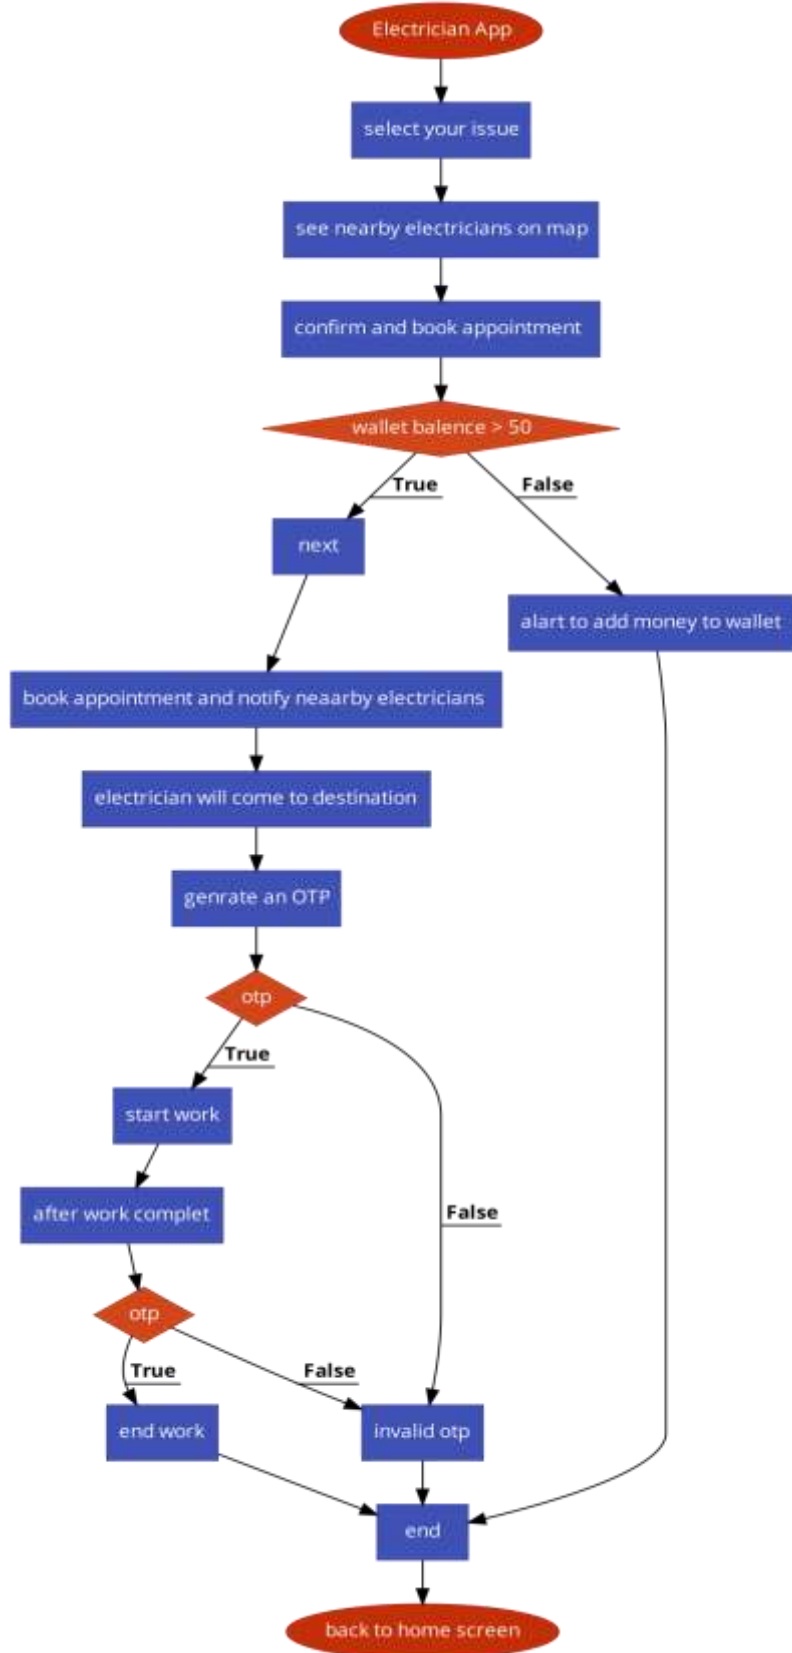 Electrician App
select your issue
see nearby electricians on map
confirm and book appointment
wallet balence > 50
True
False
next
alart to add money to wallet
book appointment and notify neaarby electricians
electrician will come to destination
genrate an OTP
otp
True
start work
after work complet
False
otp
True
False
end work
invalid otp
end
back to home screen